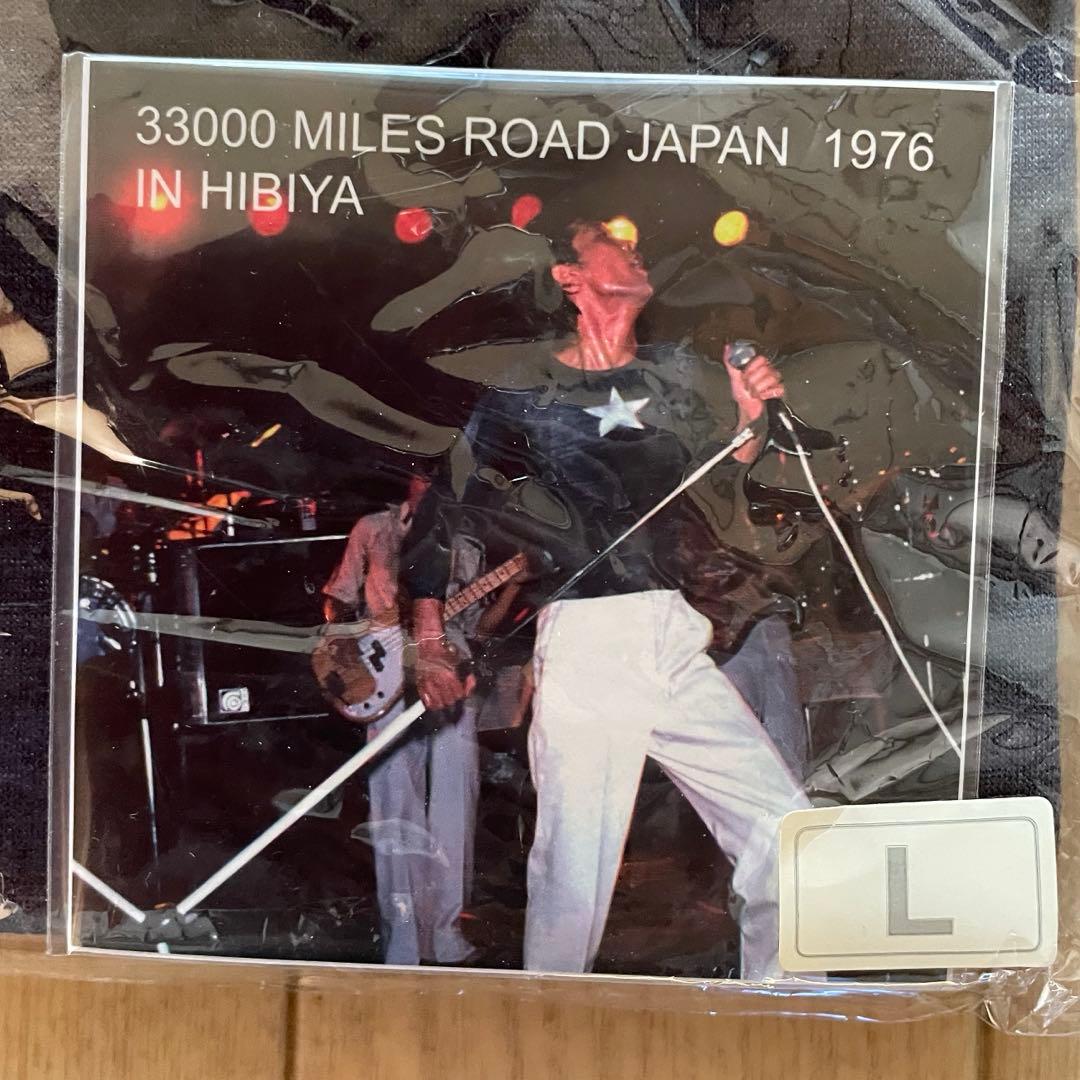 33000 MILES ROAD JAPAN 1976
IN HIBIYA
L